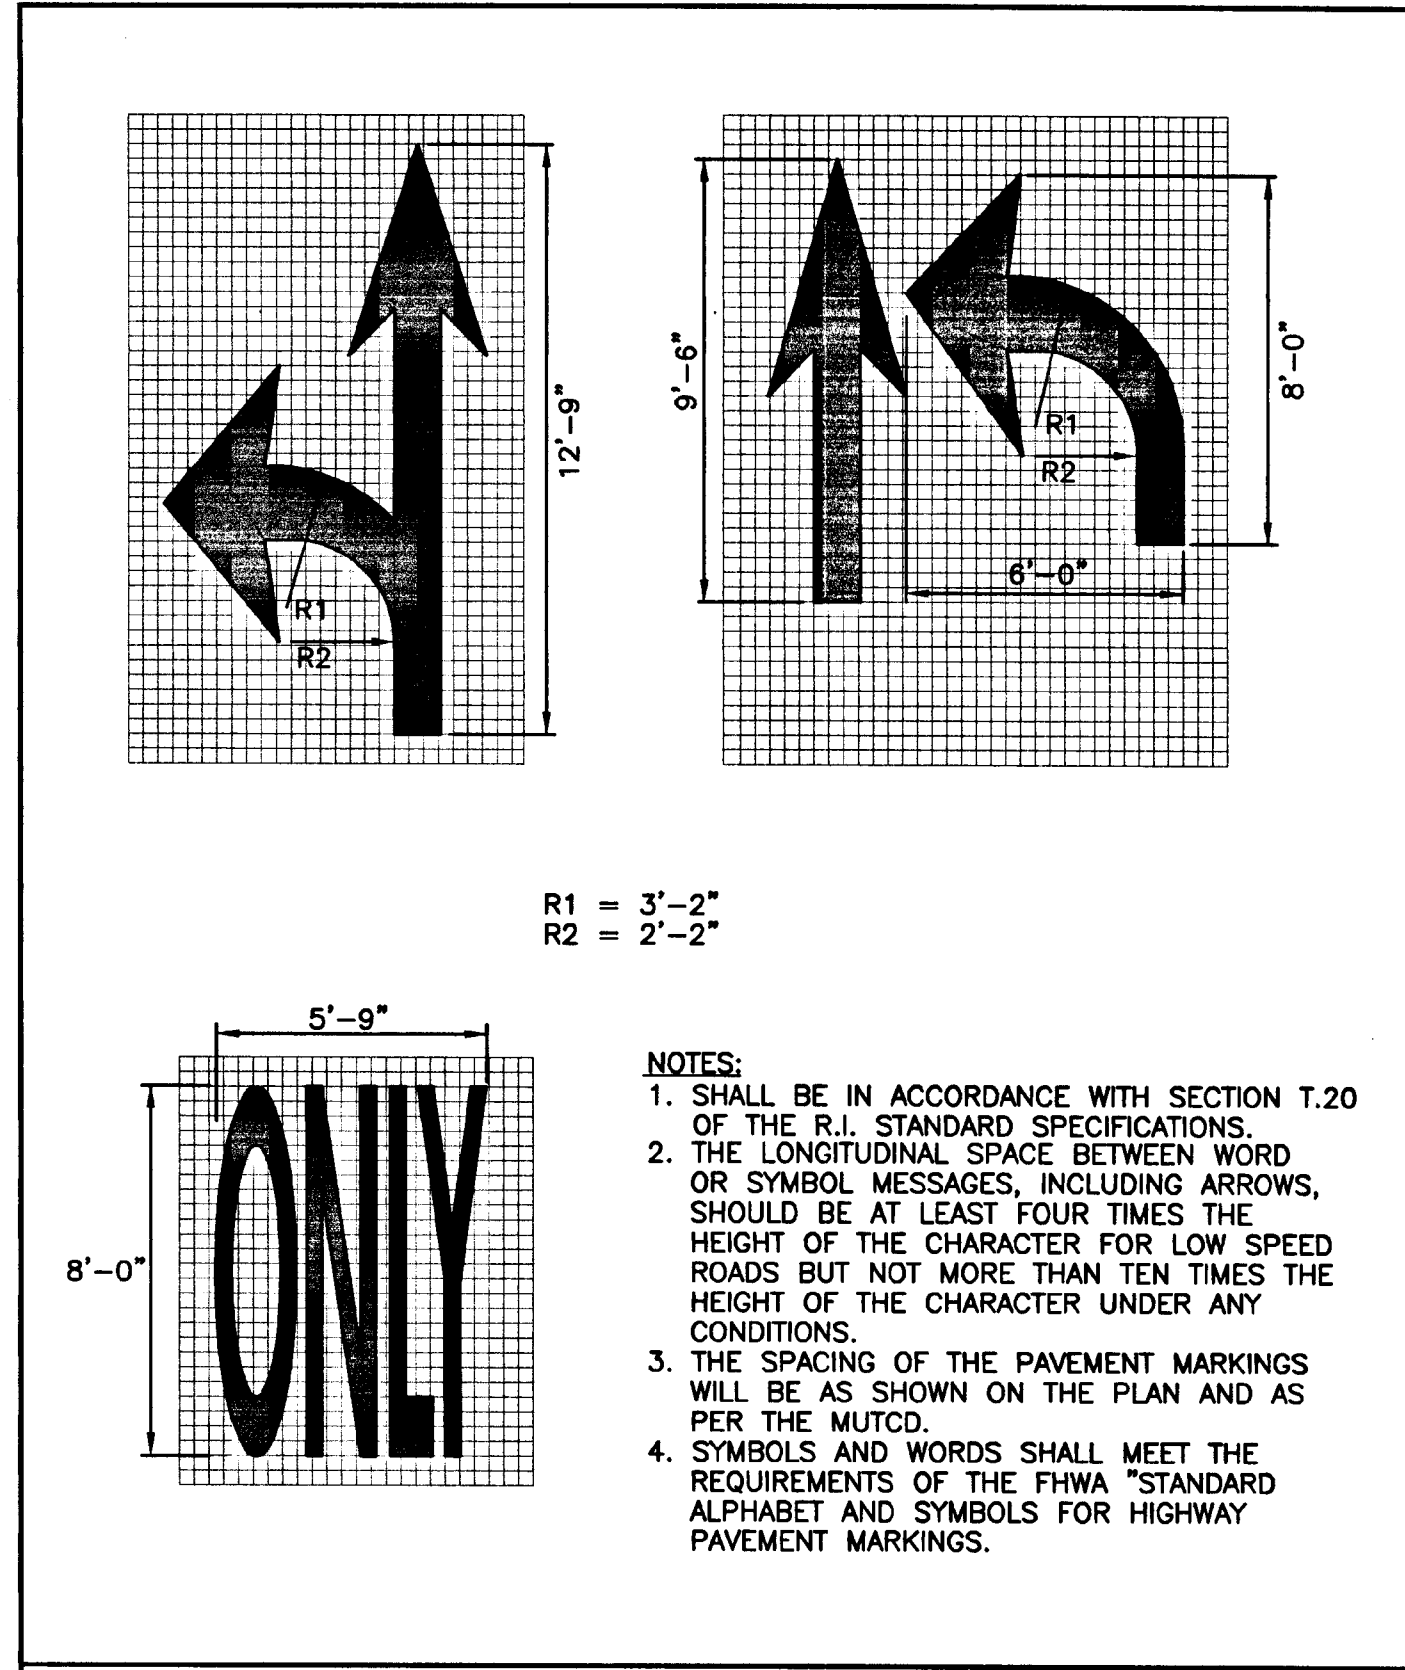 12'-9"
R1
R2
9'-6"
8'-0"
R1
R2
6'-0"
R1 = 3'-2"
R2 = 2'-2"
5'-9"
8'-0"
ONLY
NOTES:
1. SHALL BE IN ACCORDANCE WITH SECTION T.20
OF THE R.I. STANDARD SPECIFICATIONS.
2. THE LONGITUDINAL SPACE BETWEEN WORD
OR SYMBOL MESSAGES, INCLUDING ARROWS,
SHOULD BE AT LEAST FOUR TIMES THE
HEIGHT OF THE CHARACTER FOR LOW SPEED
ROADS BUT NOT MORE THAN TEN TIMES THE
HEIGHT OF THE CHARACTER UNDER ANY
CONDITIONS.
3. THE SPACING OF THE PAVEMENT MARKINGS
WILL BE AS SHOWN ON THE PLAN AND AS
PER THE MUTCD.
4. SYMBOLS AND WORDS SHALL MEET THE
REQUIREMENTS OF THE FHWA "STANDARD
ALPHABET AND SYMBOLS FOR HIGHWAY
PAVEMENT MARKINGS.